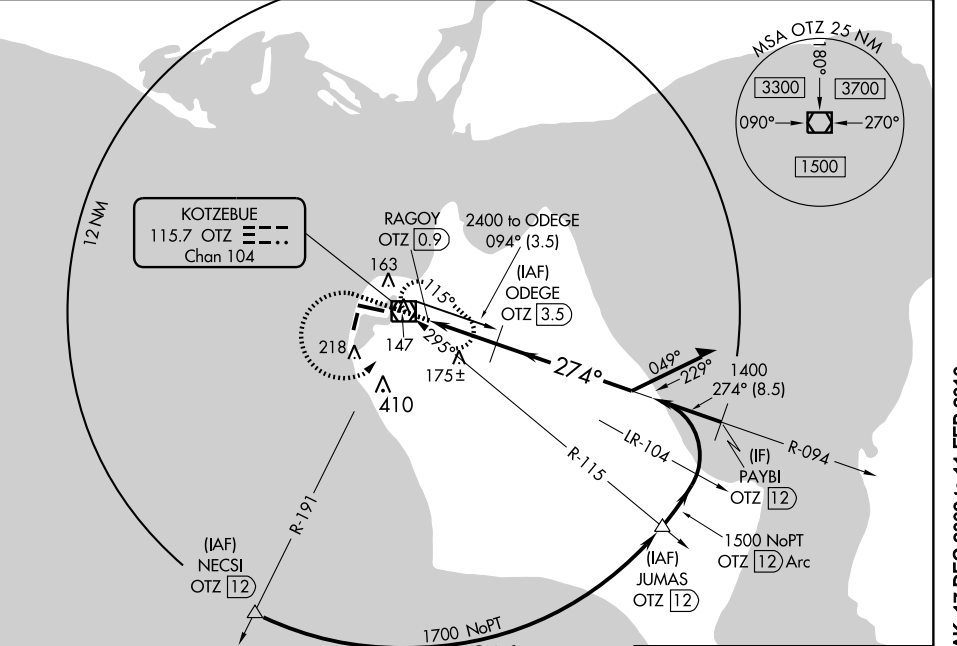 MSA OTZ 25 NM
180°
3300
3700
090°
270°
1500
12 NM
KOTZEBUE
115.7 OTZ
Chan 104
RAGOY
OTZ 0.9
2400 to ODEGE
094° (3.5)
163
115°
(IAF)
ODEGE
OTZ 3.5
147
295°
218
175±
410
274°
049°
229°
1400
274° (8.5)
LR-104
R-094
R-115
(IF)
PAYBI
OTZ 12
R-191
1500 NoPT
OTZ 12 Arc
(IAF)
NECSI
OTZ 12
(IAF)
JUMAS
OTZ 12
1700 NoPT